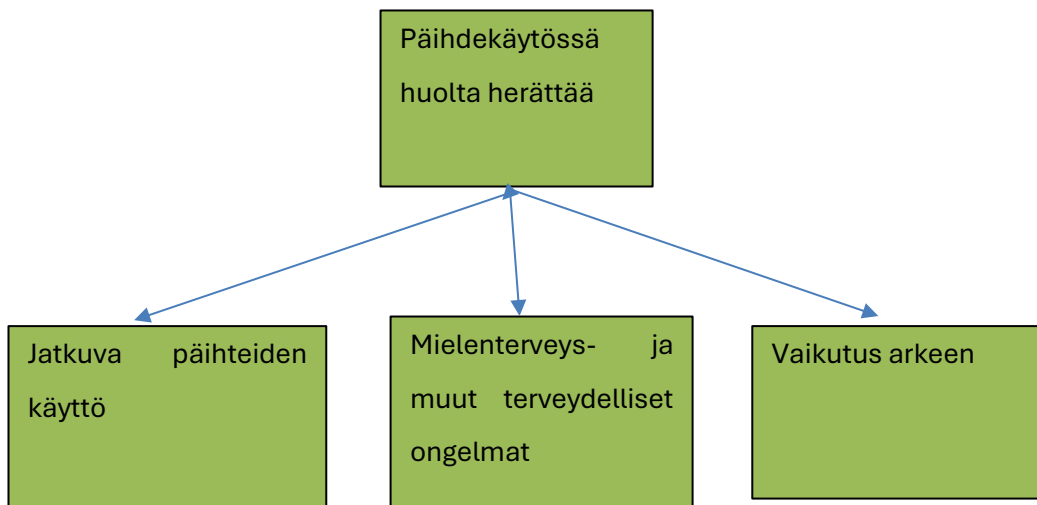 Päihdekäytössä
huolta herättää
Jatkuva päihteiden
käyttö
Mielenterveys- ja
muut terveydelliset
ongelmat
Vaikutus arkeen